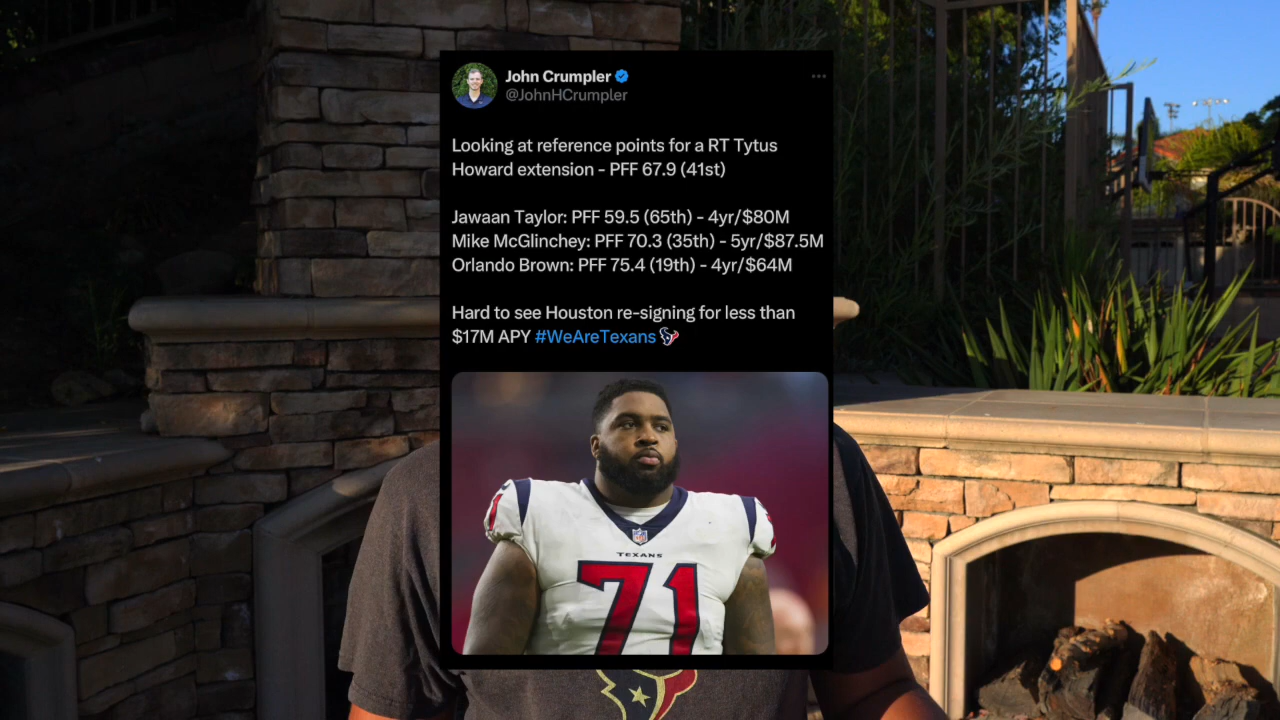 John Crumpler
@JohnHCrumpler
Looking at reference points for a RT Tytus
Howard extension - PFF 67.9 (41st)
Jawaan Taylor: PFF 59.5 (65th) - 4yr/$80M
Mike McGlinchey: PFF 70.3 (35th) - 5yr/$87.5M
Orlando Brown: PFF 75.4 (19th) - 4yr/$64M
Hard to see Houston re-signing for less than
$17M APY #WeAreTexans
TEXANS
71